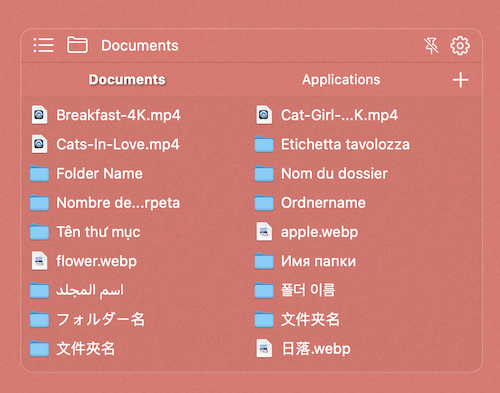 Documents
Documents Applications
Breakfast-4K.mp4 Cat-Girl-...K.mp4
Cats-In-Love.mp4 Etichetta tavolozza
Folder Name Nom du dossier
Nombre de...rpeta Ordnername
Tên thư mục apple.webp
flower.webp Имя папки
اسم المجلد 폴더 이름
フォルダー名 文件夹名
文件夾名 日落.webp